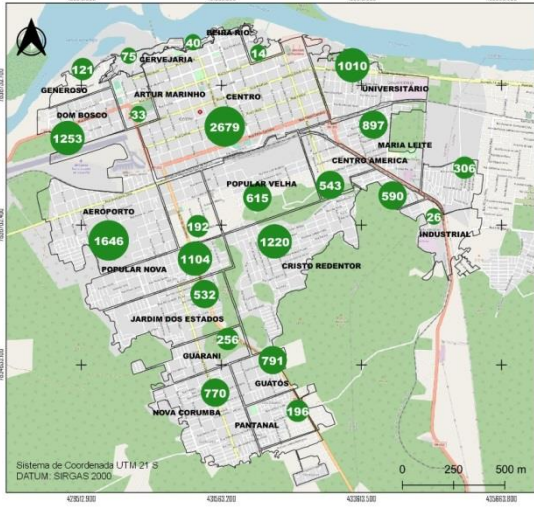 BEIRA RIO
40
14
75
CERVEJARIA
121
1010
GENEROSO
ARTUR MARINHO
CENTRO
UNIVERSITÁRIO
DOM BOSCO
33
2679
897
1253
MARIA LEITE
CENTRO AMERICA
306
POPULAR VELHA
543
590
615
AEROPORTO
192
26
1646
1220
INDUSTRIAL
1104
POPULAR NOVA
CRISTO REDENTOR
532
JARDIM DOS ESTADOS
256
GUARANI
791
GUATÓS
770
NOVA CORUMBA
196
PANTANAL
Sistema de Coordenada UTM 21 S
DATUM: SIRGAS 2000
0 250 500 m